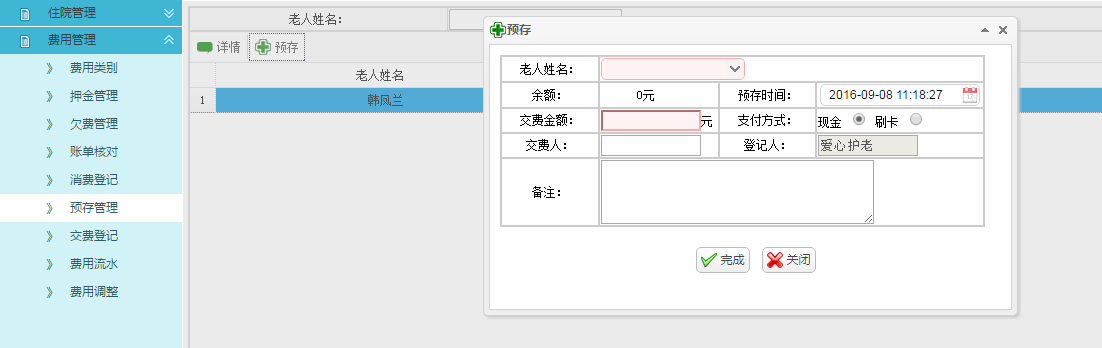 住院管理
费用管理
费用类别
押金管理
欠费管理
账单核对
消费登记
预存管理
交费登记
费用流水
费用调整
老人姓名：
详情 预存
老人姓名
1 韩凤兰
预存
老人姓名：
余额： 0元 预存时间： 2016-09-08 11:18:27
交费金额： 元 支付方式： 现金 刷卡
交费人： 登记人： 爱心护老
备注：
完成 关闭